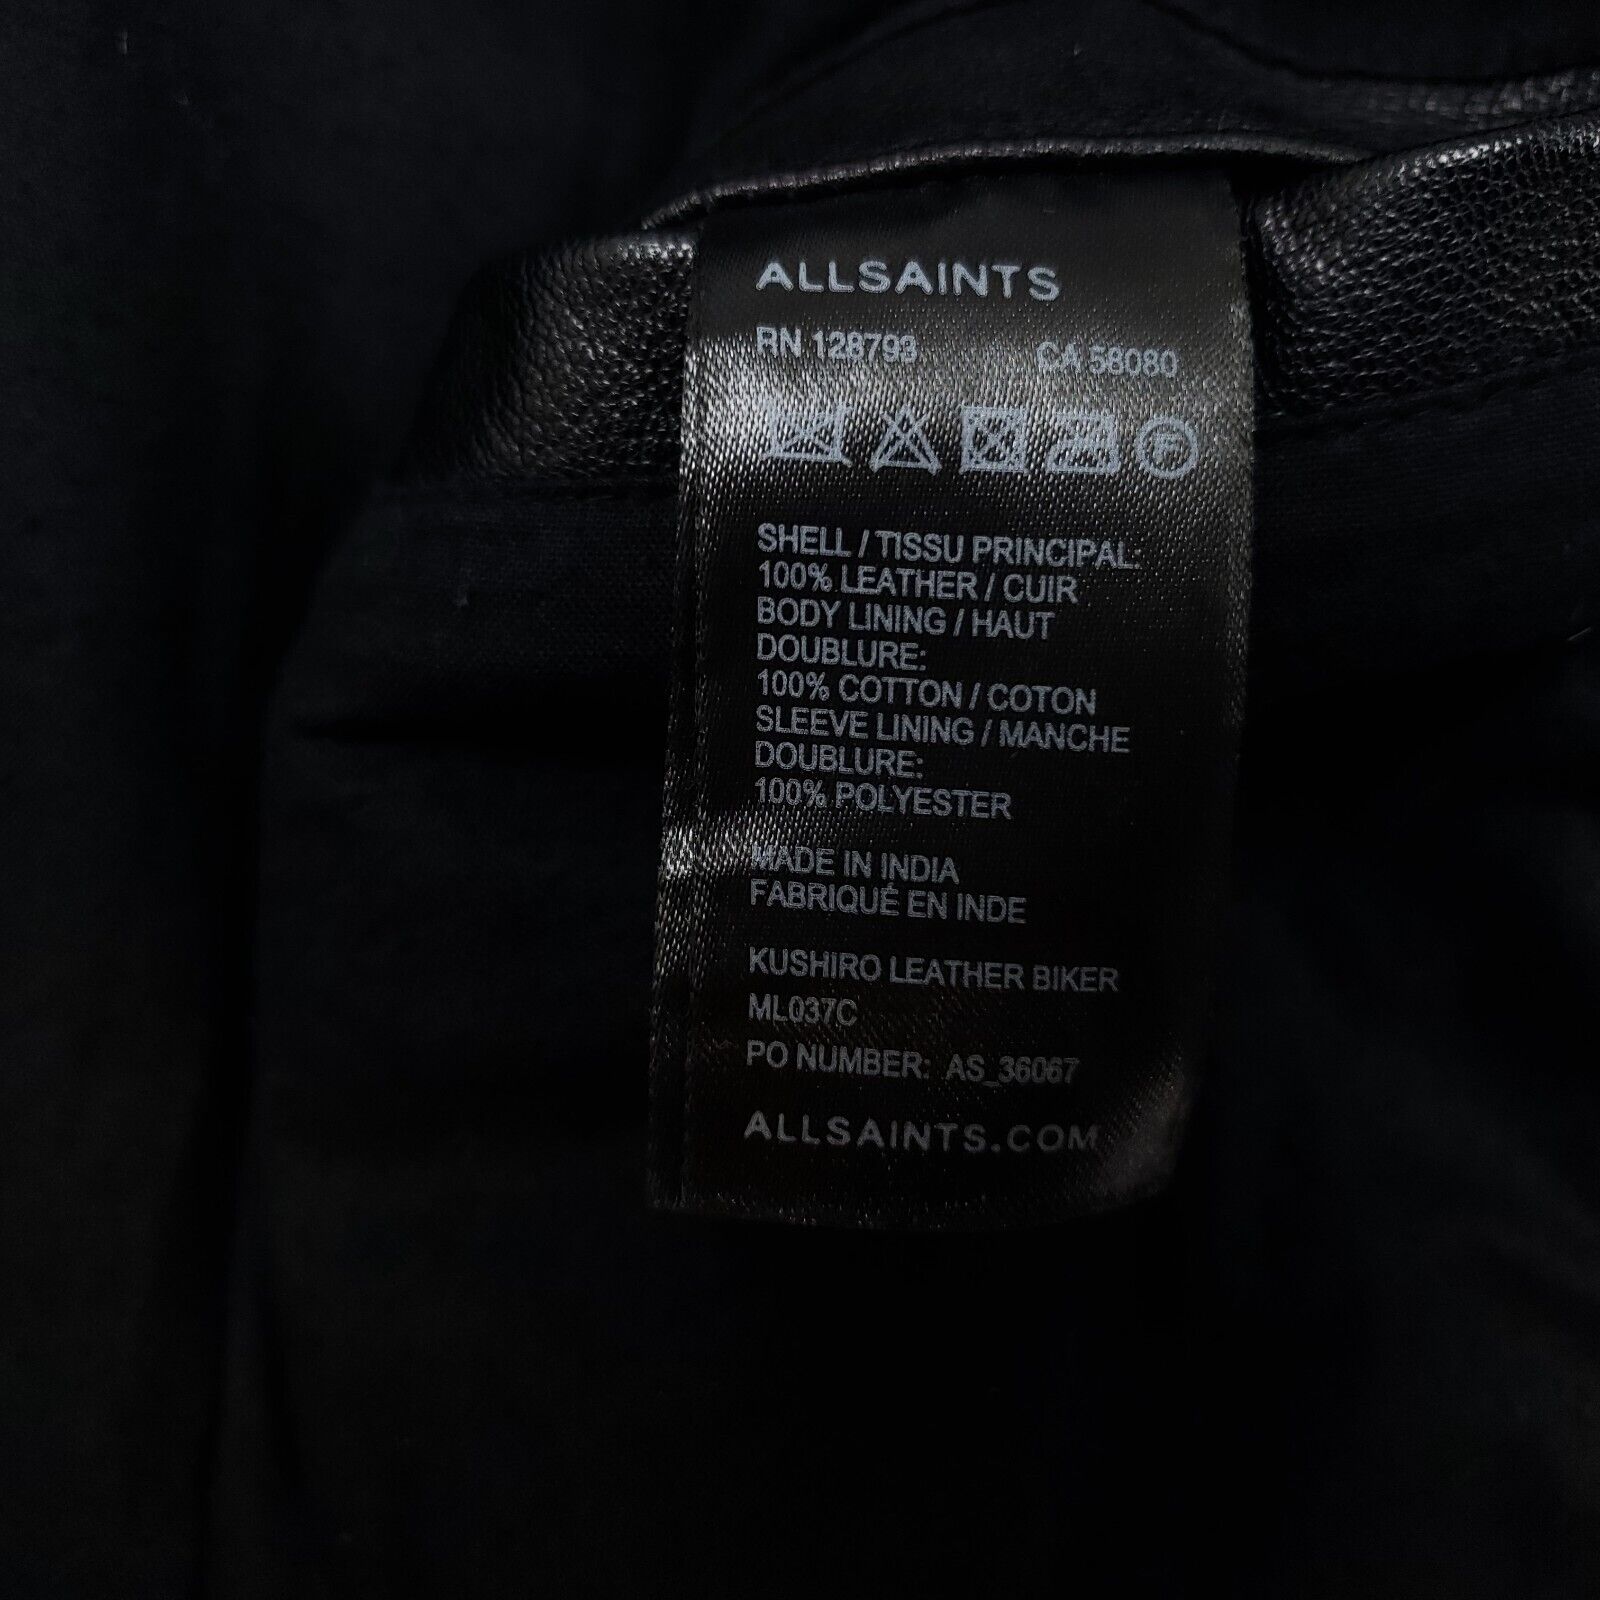 ALLSAINTS
RN 128793 CA 58080
F
SHELL / TISSU PRINCIPAL:
100% LEATHER / CUIR
BODY LINING / HAUT
DOUBLURE:
100% COTTON / COTON
SLEEVE LINING / MANCHE
DOUBLURE:
100% POLYESTER
MADE IN INDIA
FABRIQUÉ EN INDE
KUSHIRO LEATHER BIKER
ML037C
PO NUMBER: AS_36067
ALLSAINTS.COM